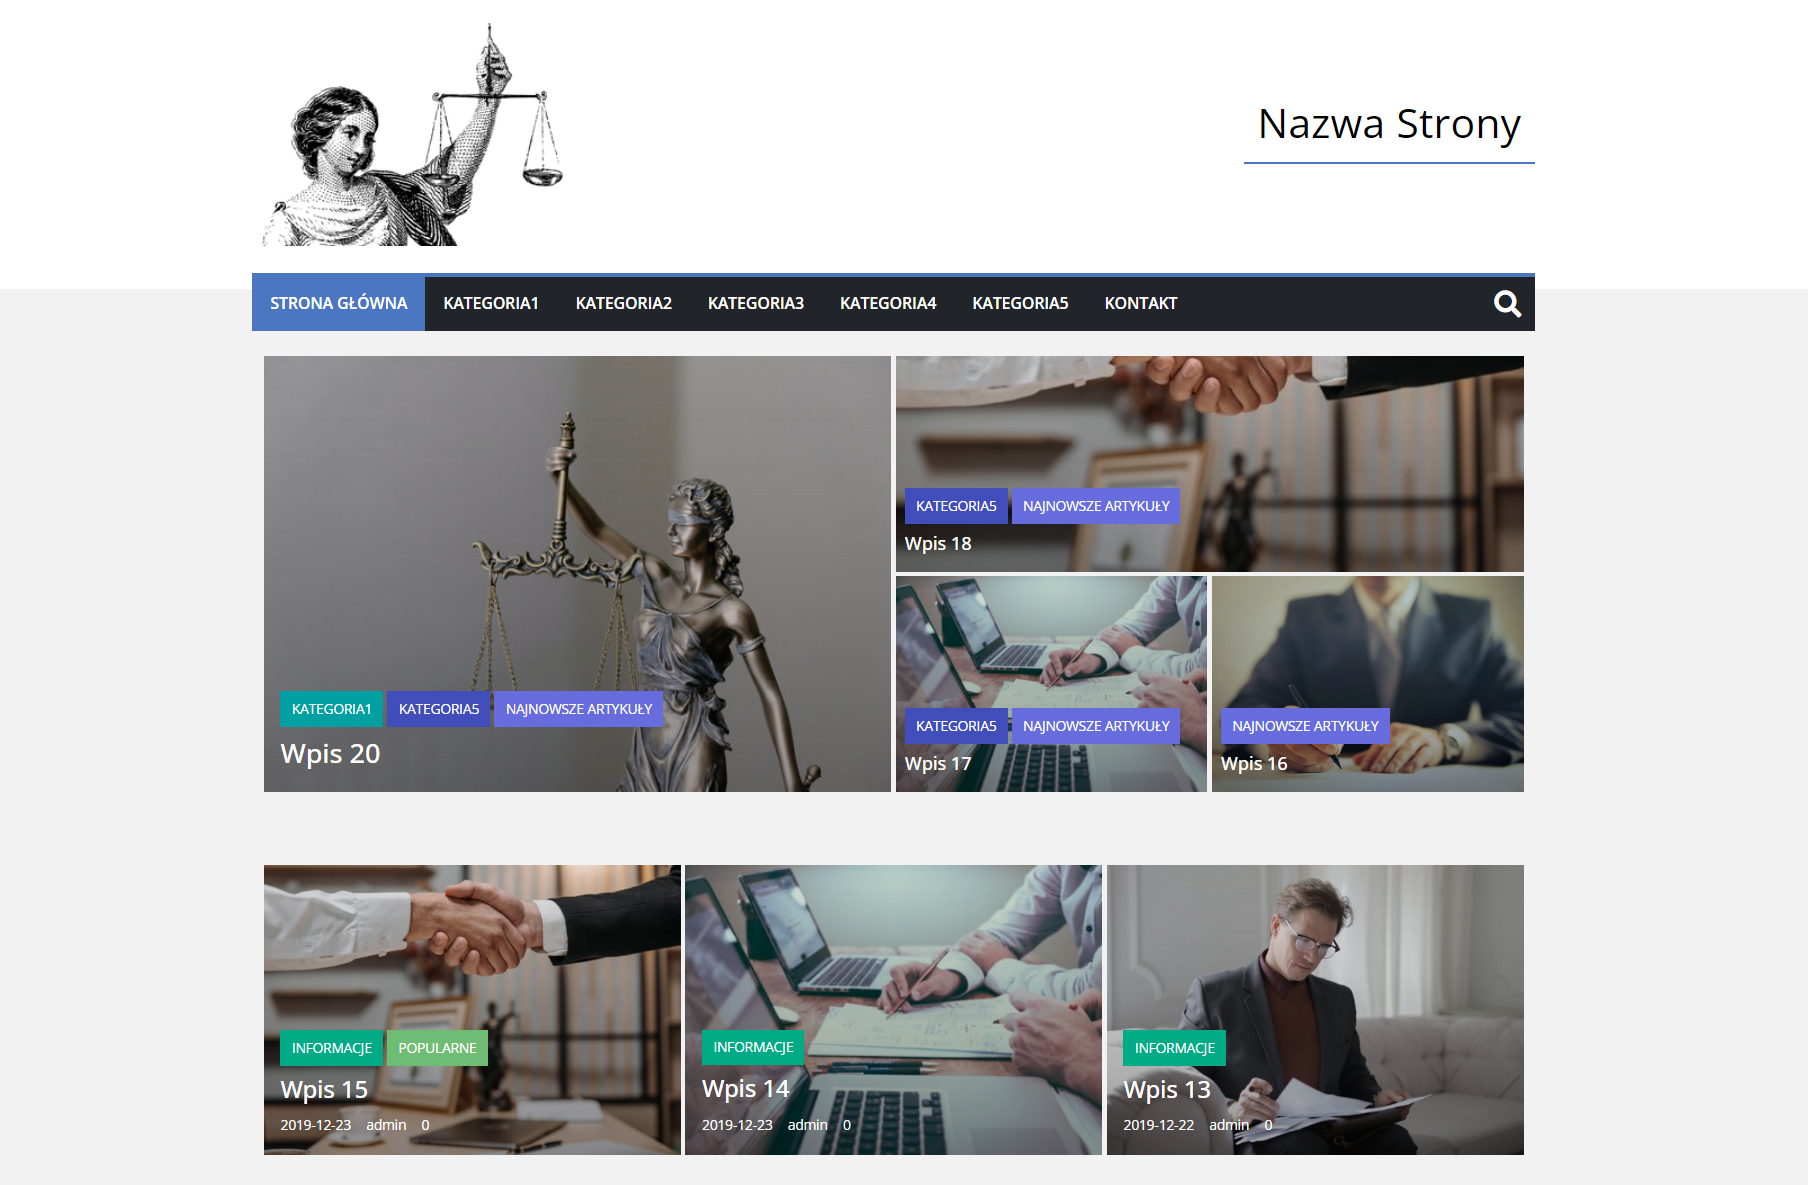 Nazwa Strony
STRONA GŁÓWNA KATEGORIA1 KATEGORIA2 KATEGORIA3 KATEGORIA4 KATEGORIA5 KONTAKT
KATEGORIA1 KATEGORIA5 NAJNOWSZE ARTYKUŁY
Wpis 20
KATEGORIA5 NAJNOWSZE ARTYKUŁY
Wpis 18
KATEGORIA5 NAJNOWSZE ARTYKUŁY
Wpis 17
NAJNOWSZE ARTYKUŁY
Wpis 16
INFORMACJE POPULARNE
Wpis 15
2019-12-23 admin 0
INFORMACJE
Wpis 14
2019-12-23 admin 0
INFORMACJE
Wpis 13
2019-12-22 admin 0